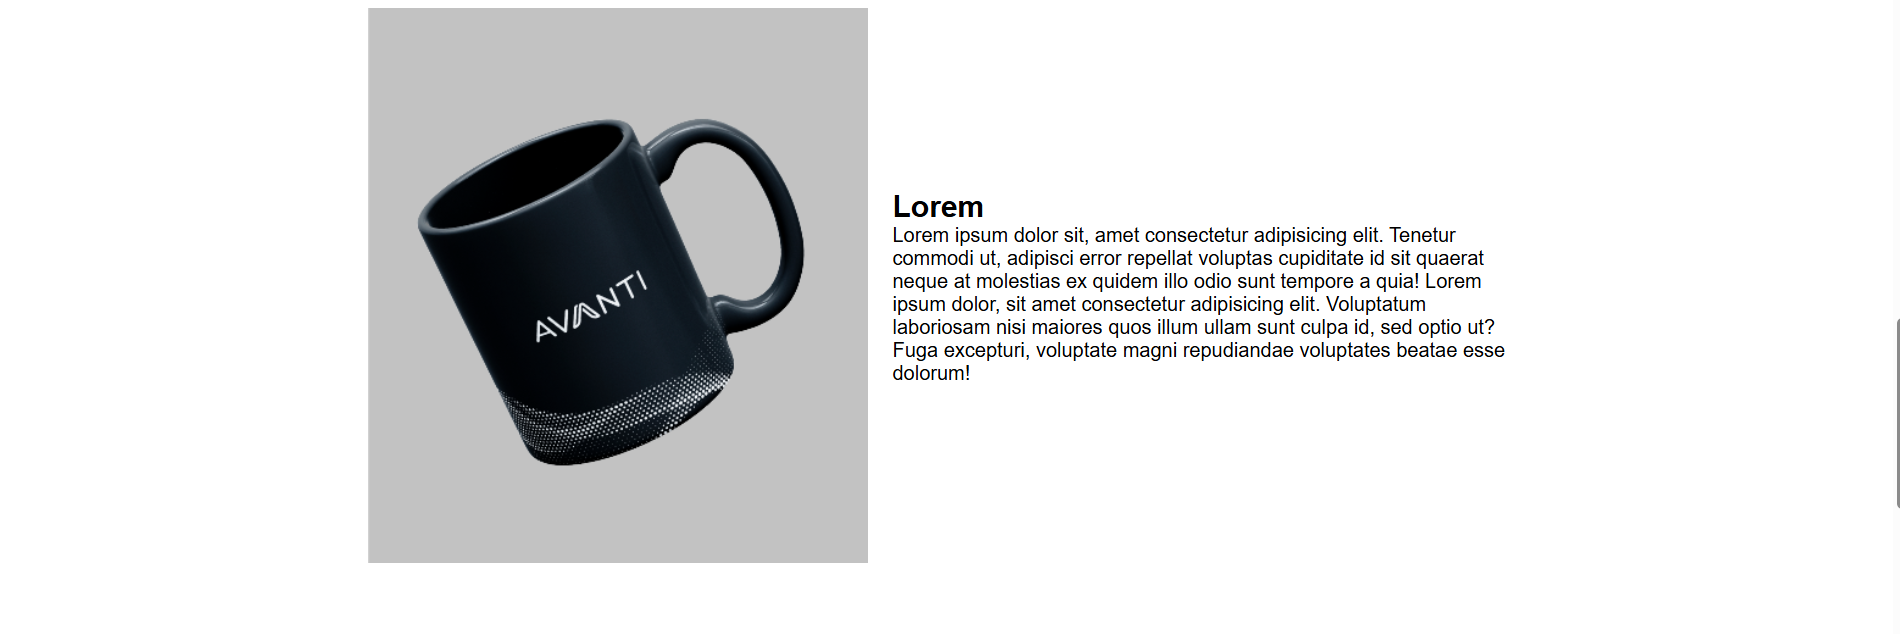 AVANTI
Lorem
Lorem ipsum dolor sit, amet consectetur adipisicing elit. Tenetur
commodi ut, adipisci error repellat voluptas cupiditate id sit quaerat
neque at molestias ex quidem illo odio sunt tempore a quia! Lorem
ipsum dolor, sit amet consectetur adipisicing elit. Voluptatum
laboriosam nisi maiores quos illum ullam sunt culpa id, sed optio ut?
Fuga excepturi, voluptate magni repudiandae voluptates beatae esse
dolorum!